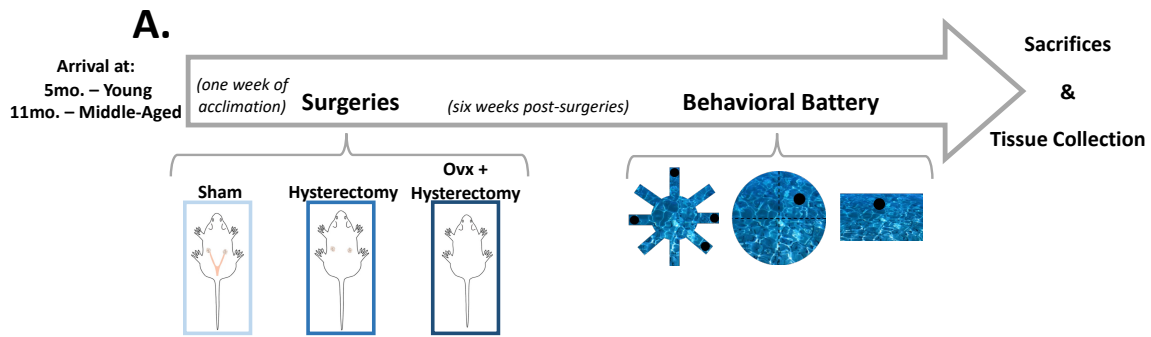 A.
Arrival at:
5mo. – Young
11mo. – Middle-Aged
(one week of
acclimation)
Surgeries
(six weeks post-surgeries)
Behavioral Battery
Sacrifices
&
Tissue Collection
Sham
Hysterectomy
Ovx +
Hysterectomy